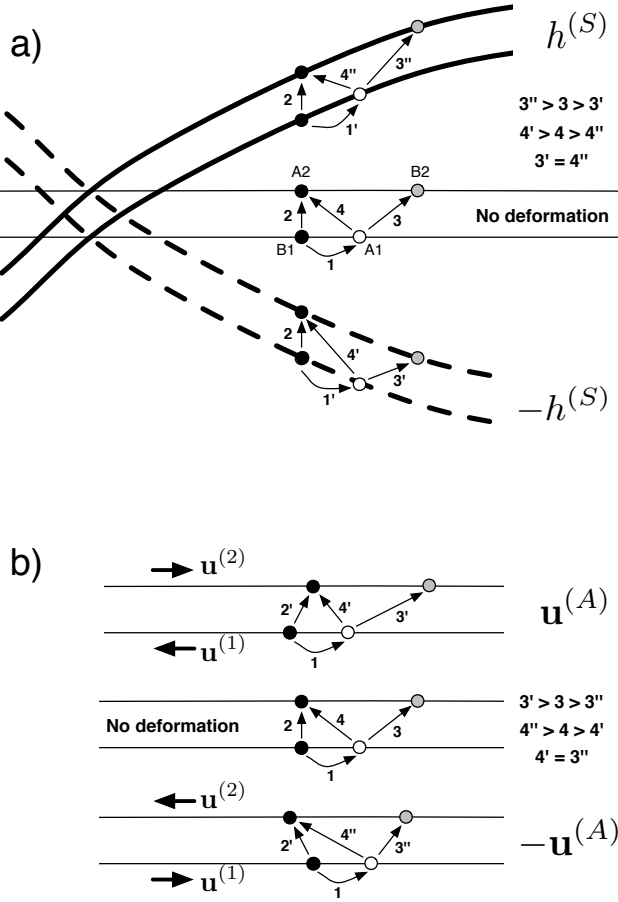 a)
h^{(S)}
3" > 3 > 3'
4' > 4 > 4"
3' = 4"
2
4"
3"
1'
A2
B2
2
4
3
No deformation
B1
A1
1
2
4'
3'
1'
−h^{(S)}
b)
u^{(2)}
u^{(A)}
2'
4'
3'
u^{(1)}
1
No deformation
2
4
3
1
3' > 3 > 3"
4" > 4 > 4'
4' = 3"
u^{(2)}
−u^{(A)}
2'
4"
3"
u^{(1)}
1